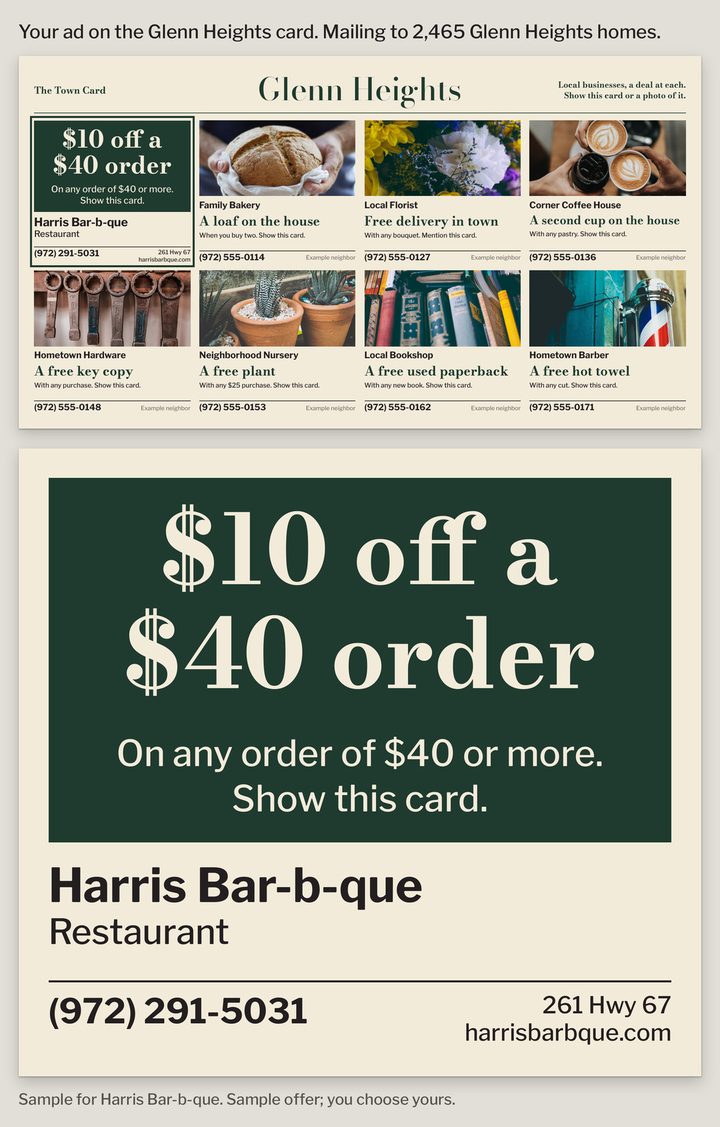 Your ad on the Glenn Heights card. Mailing to 2,465 Glenn Heights homes.
The Town Card
Glenn Heights
Local businesses, a deal at each.
Show this card or a photo of it.
$10 off a
$40 order
On any order of $40 or more.
Show this card.
Harris Bar-b-que
Restaurant
(972) 291-5031
261 Hwy 67
harrisbarbque.com
Family Bakery
A loaf on the house
When you buy two. Show this card.
(972) 555-0114
Example neighbor
Local Florist
Free delivery in town
With any bouquet. Mention this card.
(972) 555-0127
Example neighbor
Corner Coffee House
A second cup on the house
With any pastry. Show this card.
(972) 555-0136
Example neighbor
Hometown Hardware
A free key copy
With any purchase. Show this card.
(972) 555-0148
Example neighbor
Neighborhood Nursery
A free plant
With any $25 purchase. Show this card.
(972) 555-0153
Example neighbor
Local Bookshop
A free used paperback
With any new book. Show this card.
(972) 555-0162
Example neighbor
Hometown Barber
A free hot towel
With any cut. Show this card.
(972) 555-0171
Example neighbor
$10 off a
$40 order
On any order of $40 or more.
Show this card.
Harris Bar-b-que
Restaurant
(972) 291-5031
261 Hwy 67
harrisbarbque.com
Sample for Harris Bar-b-que. Sample offer; you choose yours.